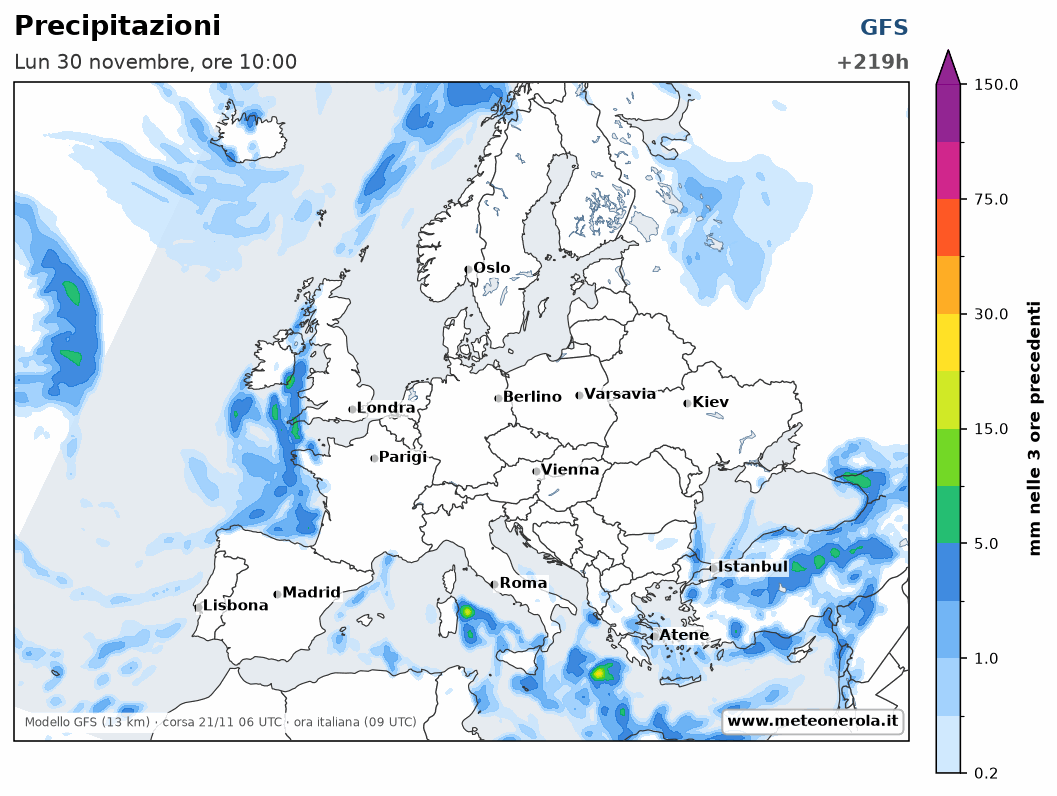 Precipitazioni
GFS
Lun 30 novembre, ore 10:00
+219h
150.0
75.0
30.0
15.0
5.0
1.0
0.2
mm nelle 3 ore precedenti
Oslo
Berlino
Varsavia
Kiev
Londra
Parigi
Vienna
Istanbul
Roma
Madrid
Lisbona
Atene
Modello GFS (13 km) · corsa 21/11 06 UTC · ora italiana (09 UTC)
www.meteonerola.it